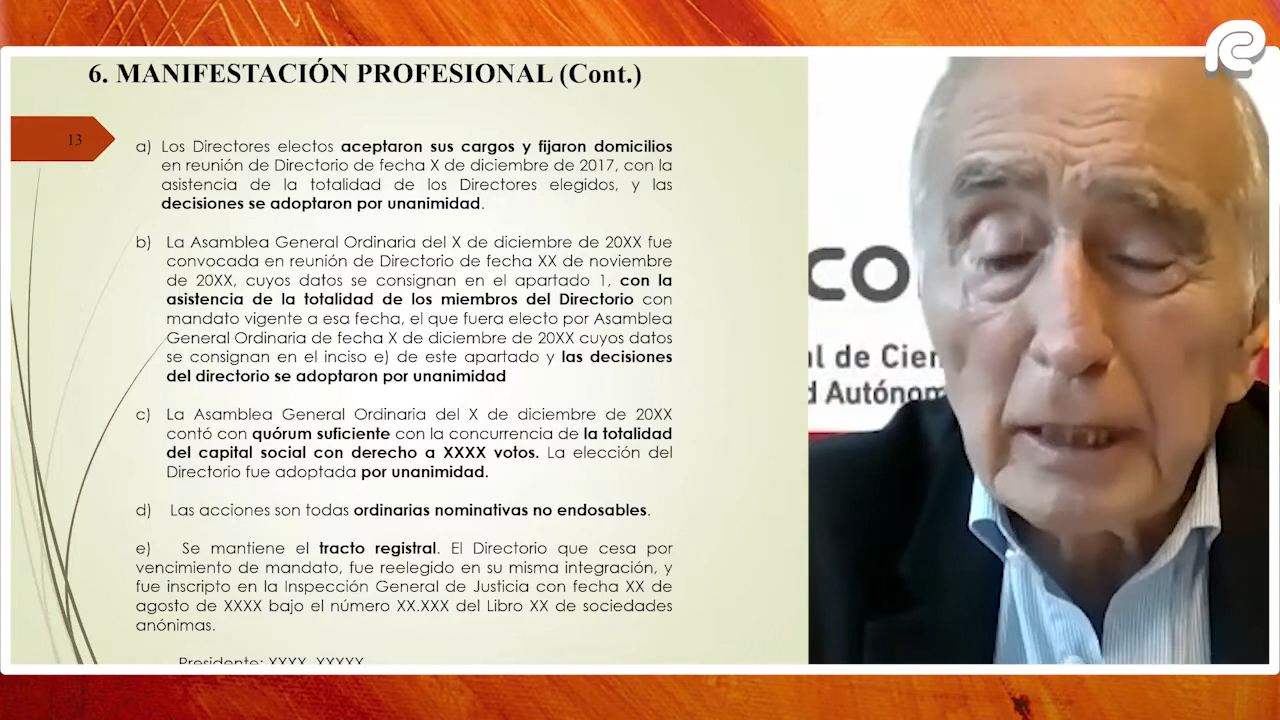 6. MANIFESTACIÓN PROFESIONAL (Cont.)
13
a) Los Directores electos aceptaron sus cargos y fijaron domicilios
en reunión de Directorio de fecha X de diciembre de 2017, con la
asistencia de la totalidad de los Directores elegidos, y las
decisiones se adoptaron por unanimidad.
b) La Asamblea General Ordinaria del X de diciembre de 20XX fue
convocada en reunión de Directorio de fecha XX de noviembre
de 20XX, cuyos datos se consignan en el apartado 1, con la
asistencia de la totalidad de los miembros del Directorio con
mandato vigente a esa fecha, el que fuera electo por Asamblea
General Ordinaria de fecha X de diciembre de 20XX cuyos datos
se consignan en el inciso e) de este apartado y las decisiones
del directorio se adoptaron por unanimidad
c) La Asamblea General Ordinaria del X de diciembre de 20XX
contó con quórum suficiente con la concurrencia de la totalidad
del capital social con derecho a XXXX votos. La elección del
Directorio fue adoptada por unanimidad.
d) Las acciones son todas ordinarias nominativas no endosables.
e) Se mantiene el tracto registral. El Directorio que cesa por
vencimiento de mandato, fue reelegido en su misma integración, y
fue inscripto en la Inspección General de Justicia con fecha XX de
agosto de XXXX bajo el número XX.XXX del Libro XX de sociedades
anónimas.
Presidente: XXXX, XXXXX
co
al de Cien
d Autónom